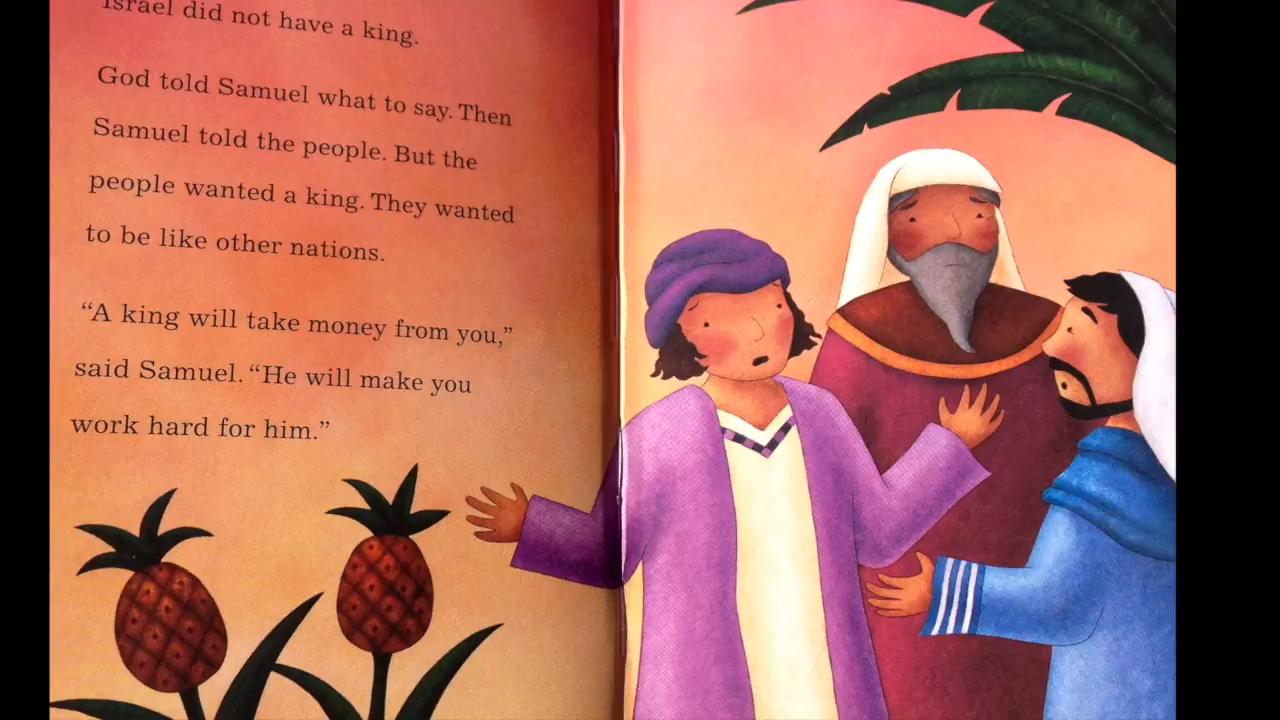 Israel did not have a king.
God told Samuel what to say. Then
Samuel told the people. But the
people wanted a king. They wanted
to be like other nations.
“A king will take money from you,”
said Samuel. “He will make you
work hard for him.”